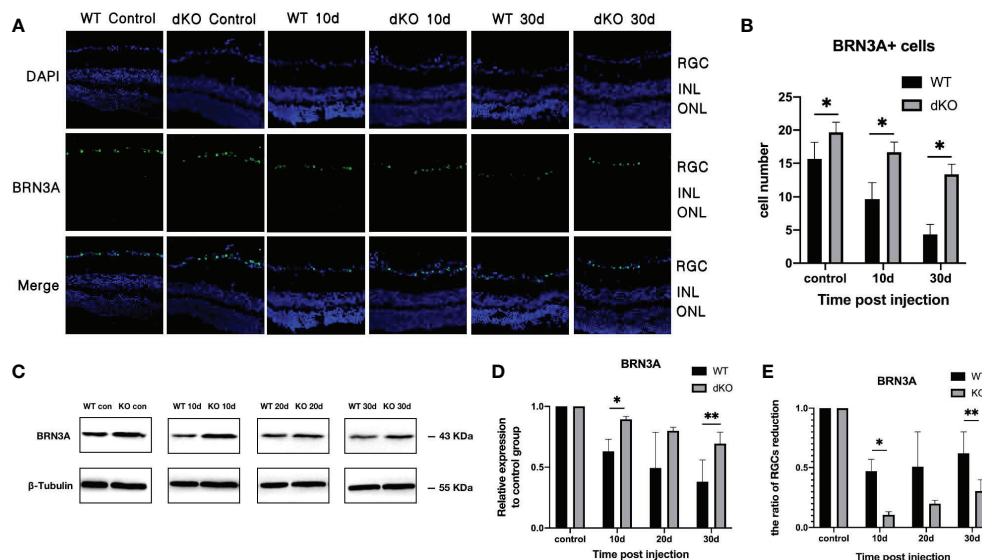 A
WT Control
dKO Control
WT 10d
dKO 10d
WT 30d
dKO 30d
DAPI
RGC
INL
ONL
BRN3A
RGC
INL
ONL
Merge
RGC
INL
ONL
B
BRN3A+ cells
WT
dKO
cell number
25
20
15
10
5
0
*
*
*
control
10d
30d
Time post injection
C
WT con KO con
WT 10d KO 10d
WT 20d KO 20d
WT 30d KO 30d
BRN3A
– 43 KDa
β-Tubulin
– 55 KDa
D
BRN3A
WT
dKO
Relative expression
to control group
1.0
0.5
0.0
*
**
control
10d
20d
30d
Time post injection
E
BRN3A
WT
KO
the ratio of RGCs reduction
1.0
0.5
0.0
*
**
control
10d
20d
30d
Time post injection